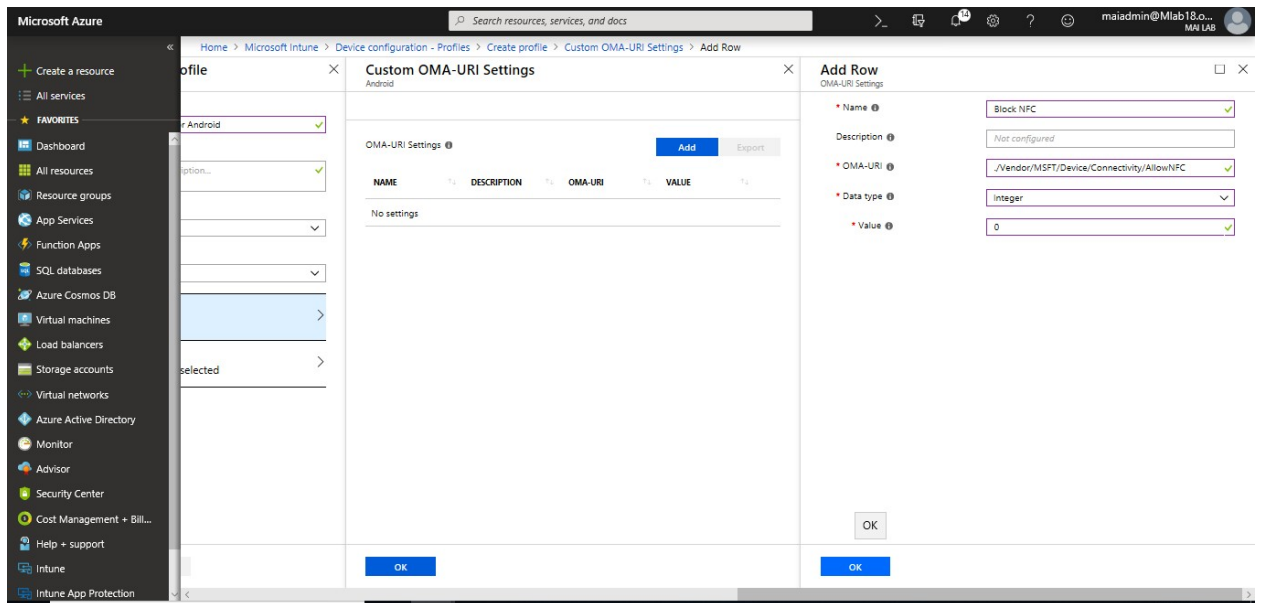 Microsoft Azure
Search resources, services, and docs
14
maiadmin@Mlab18.o...
MAI LAB
Home > Microsoft Intune > Device configuration - Profiles > Create profile > Custom OMA-URI Settings > Add Row
Create a resource
All services
FAVORITES
Dashboard
All resources
Resource groups
App Services
Function Apps
SQL databases
Azure Cosmos DB
Virtual machines
Load balancers
Storage accounts
Virtual networks
Azure Active Directory
Monitor
Advisor
Security Center
Cost Management + Bill...
Help + support
Intune
Intune App Protection
ofile
r Android
iption...
selected
Custom OMA-URI Settings
Android
OMA-URI Settings
Add
Export
NAME DESCRIPTION OMA-URI VALUE
No settings
OK
Add Row
OMA-URI Settings
* Name
Block NFC
Description
Not configured
* OMA-URI
./Vendor/MSFT/Device/Connectivity/AllowNFC
* Data type
Integer
* Value
0
OK
OK